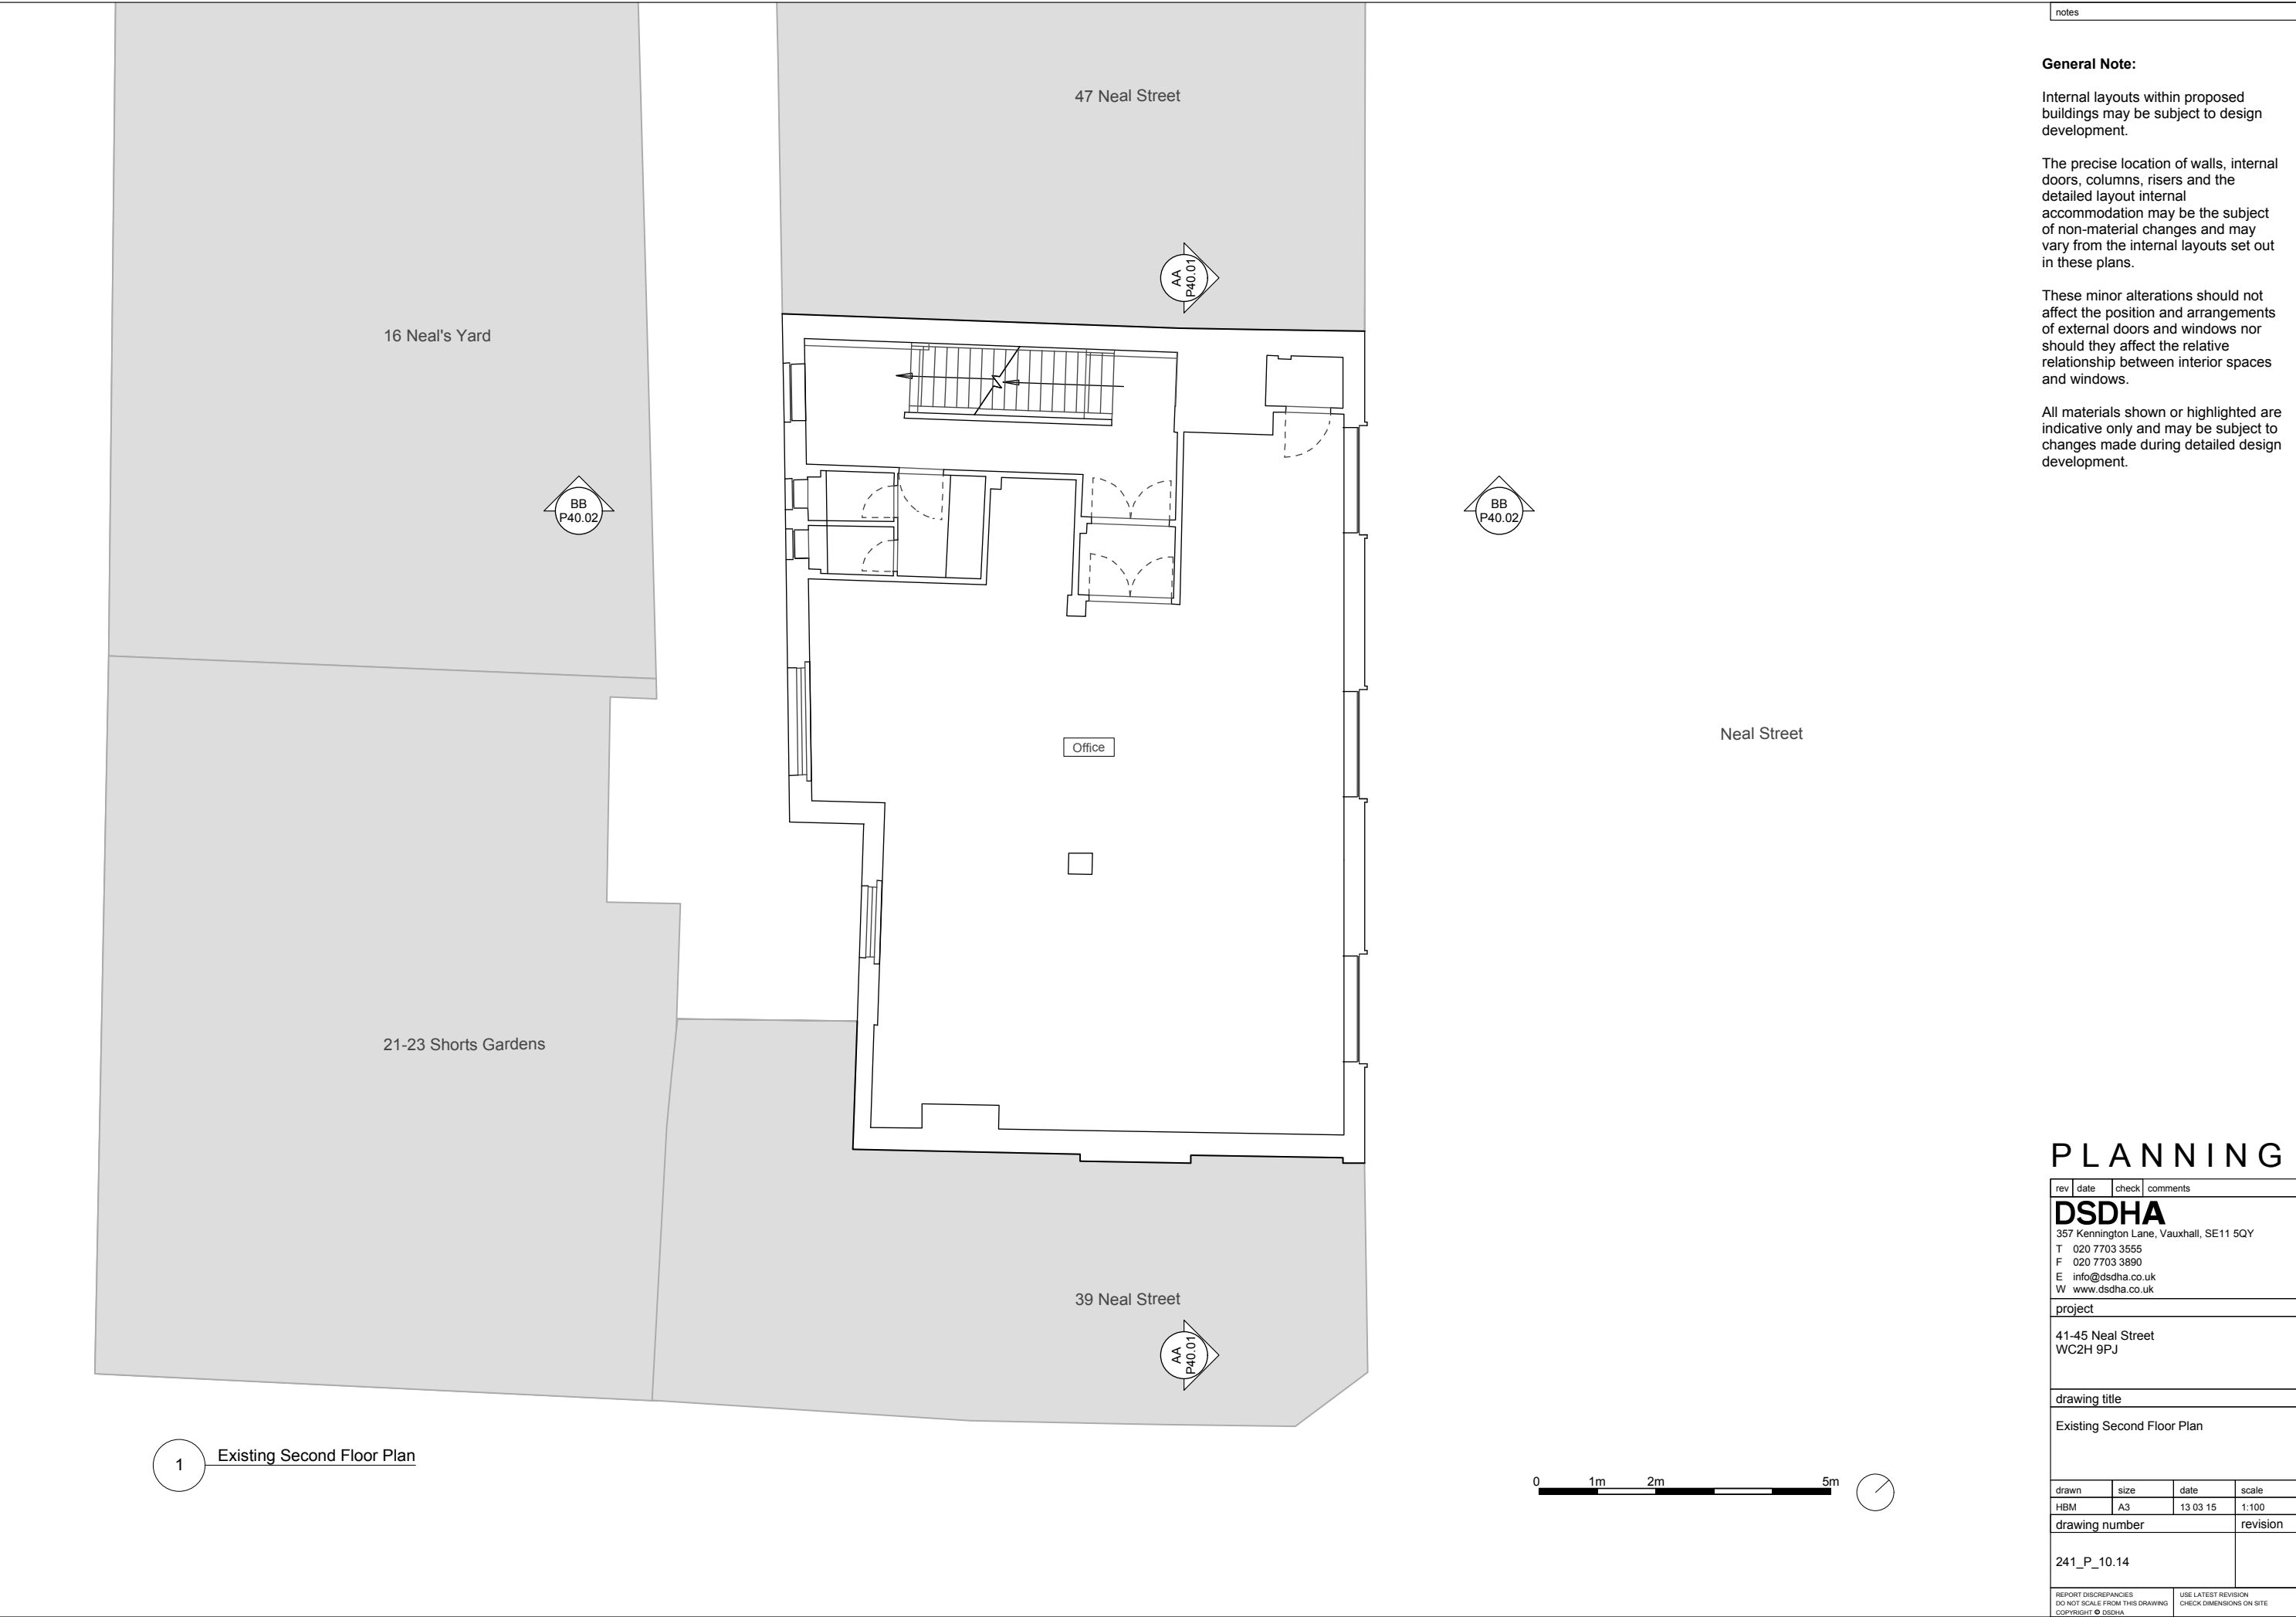 notes
General Note:
Internal layouts within proposed
buildings may be subject to design
development.
The precise location of walls, internal
doors, columns, risers and the
detailed layout internal
accommodation may be the subject
of non-material changes and may
vary from the internal layouts set out
in these plans.
These minor alterations should not
affect the position and arrangements
of external doors and windows nor
should they affect the relative
relationship between interior spaces
and windows.
All materials shown or highlighted are
indicative only and may be subject to
changes made during detailed design
development.
47 Neal Street
AA
P40.01
16 Neal's Yard
BB
P40.02
BB
P40.02
Neal Street
Office
21-23 Shorts Gardens
39 Neal Street
AA
P40.01
1 Existing Second Floor Plan
0 1m 2m 5m
PLANNING
rev date check comments
DSDHA
357 Kennington Lane, Vauxhall, SE11 5QY
T 020 7703 3555
F 020 7703 3890
E info@dsdha.co.uk
W www.dsdha.co.uk
project
41-45 Neal Street
WC2H 9PJ
drawing title
Existing Second Floor Plan
drawn size date scale
HBM A3 13 03 15 1:100
drawing number revision
241_P_10.14
REPORT DISCREPANCIES USE LATEST REVISION
DO NOT SCALE FROM THIS DRAWING CHECK DIMENSIONS ON SITE
COPYRIGHT © DSDHA